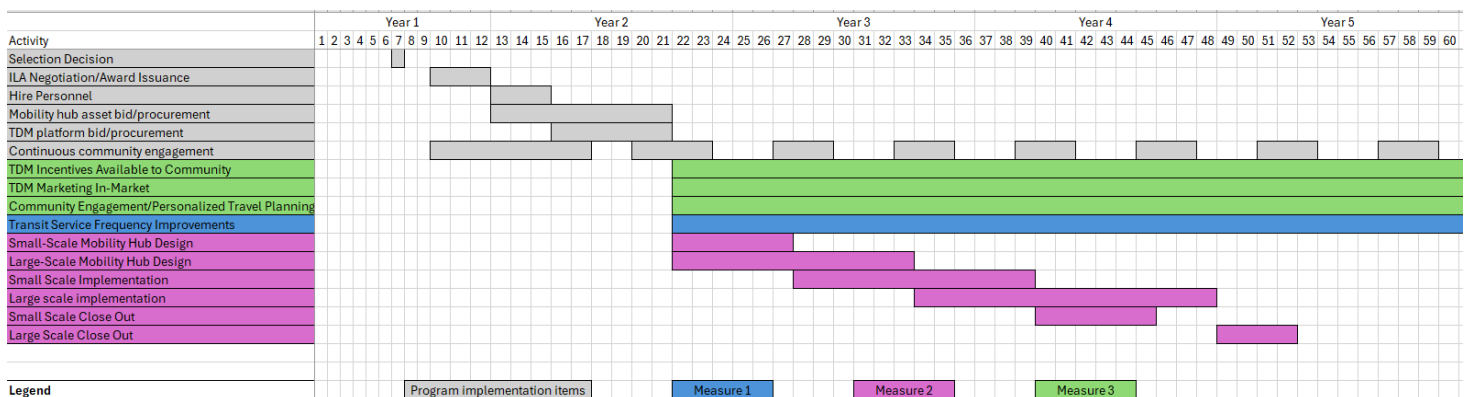 Year 1 Year 2 Year 3 Year 4 Year 5
Activity 1 2 3 4 5 6 7 8 9 10 11 12 13 14 15 16 17 18 19 20 21 22 23 24 25 26 27 28 29 30 31 32 33 34 35 36 37 38 39 40 41 42 43 44 45 46 47 48 49 50 51 52 53 54 55 56 57 58 59 60
Selection Decision
ILA Negotiation/Award Issuance
Hire Personnel
Mobility hub asset bid/procurement
TDM platform bid/procurement
Continuous community engagement
TDM Incentives Available to Community
TDM Marketing In-Market
Community Engagement/Personalized Travel Planning
Transit Service Frequency Improvements
Small-Scale Mobility Hub Design
Large-Scale Mobility Hub Design
Small Scale Implementation
Large scale implementation
Small Scale Close Out
Large Scale Close Out
Legend Program implementation items Measure 1 Measure 2 Measure 3